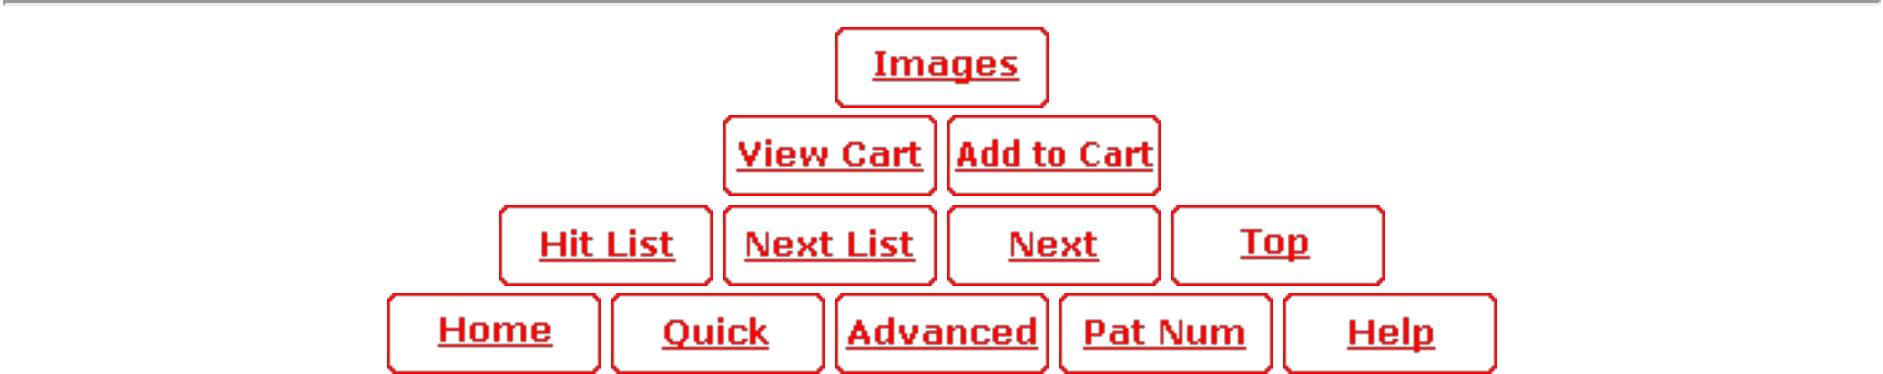 Images
View Cart Add to Cart
Hit List Next List Next Top
Home Quick Advanced Pat Num Help